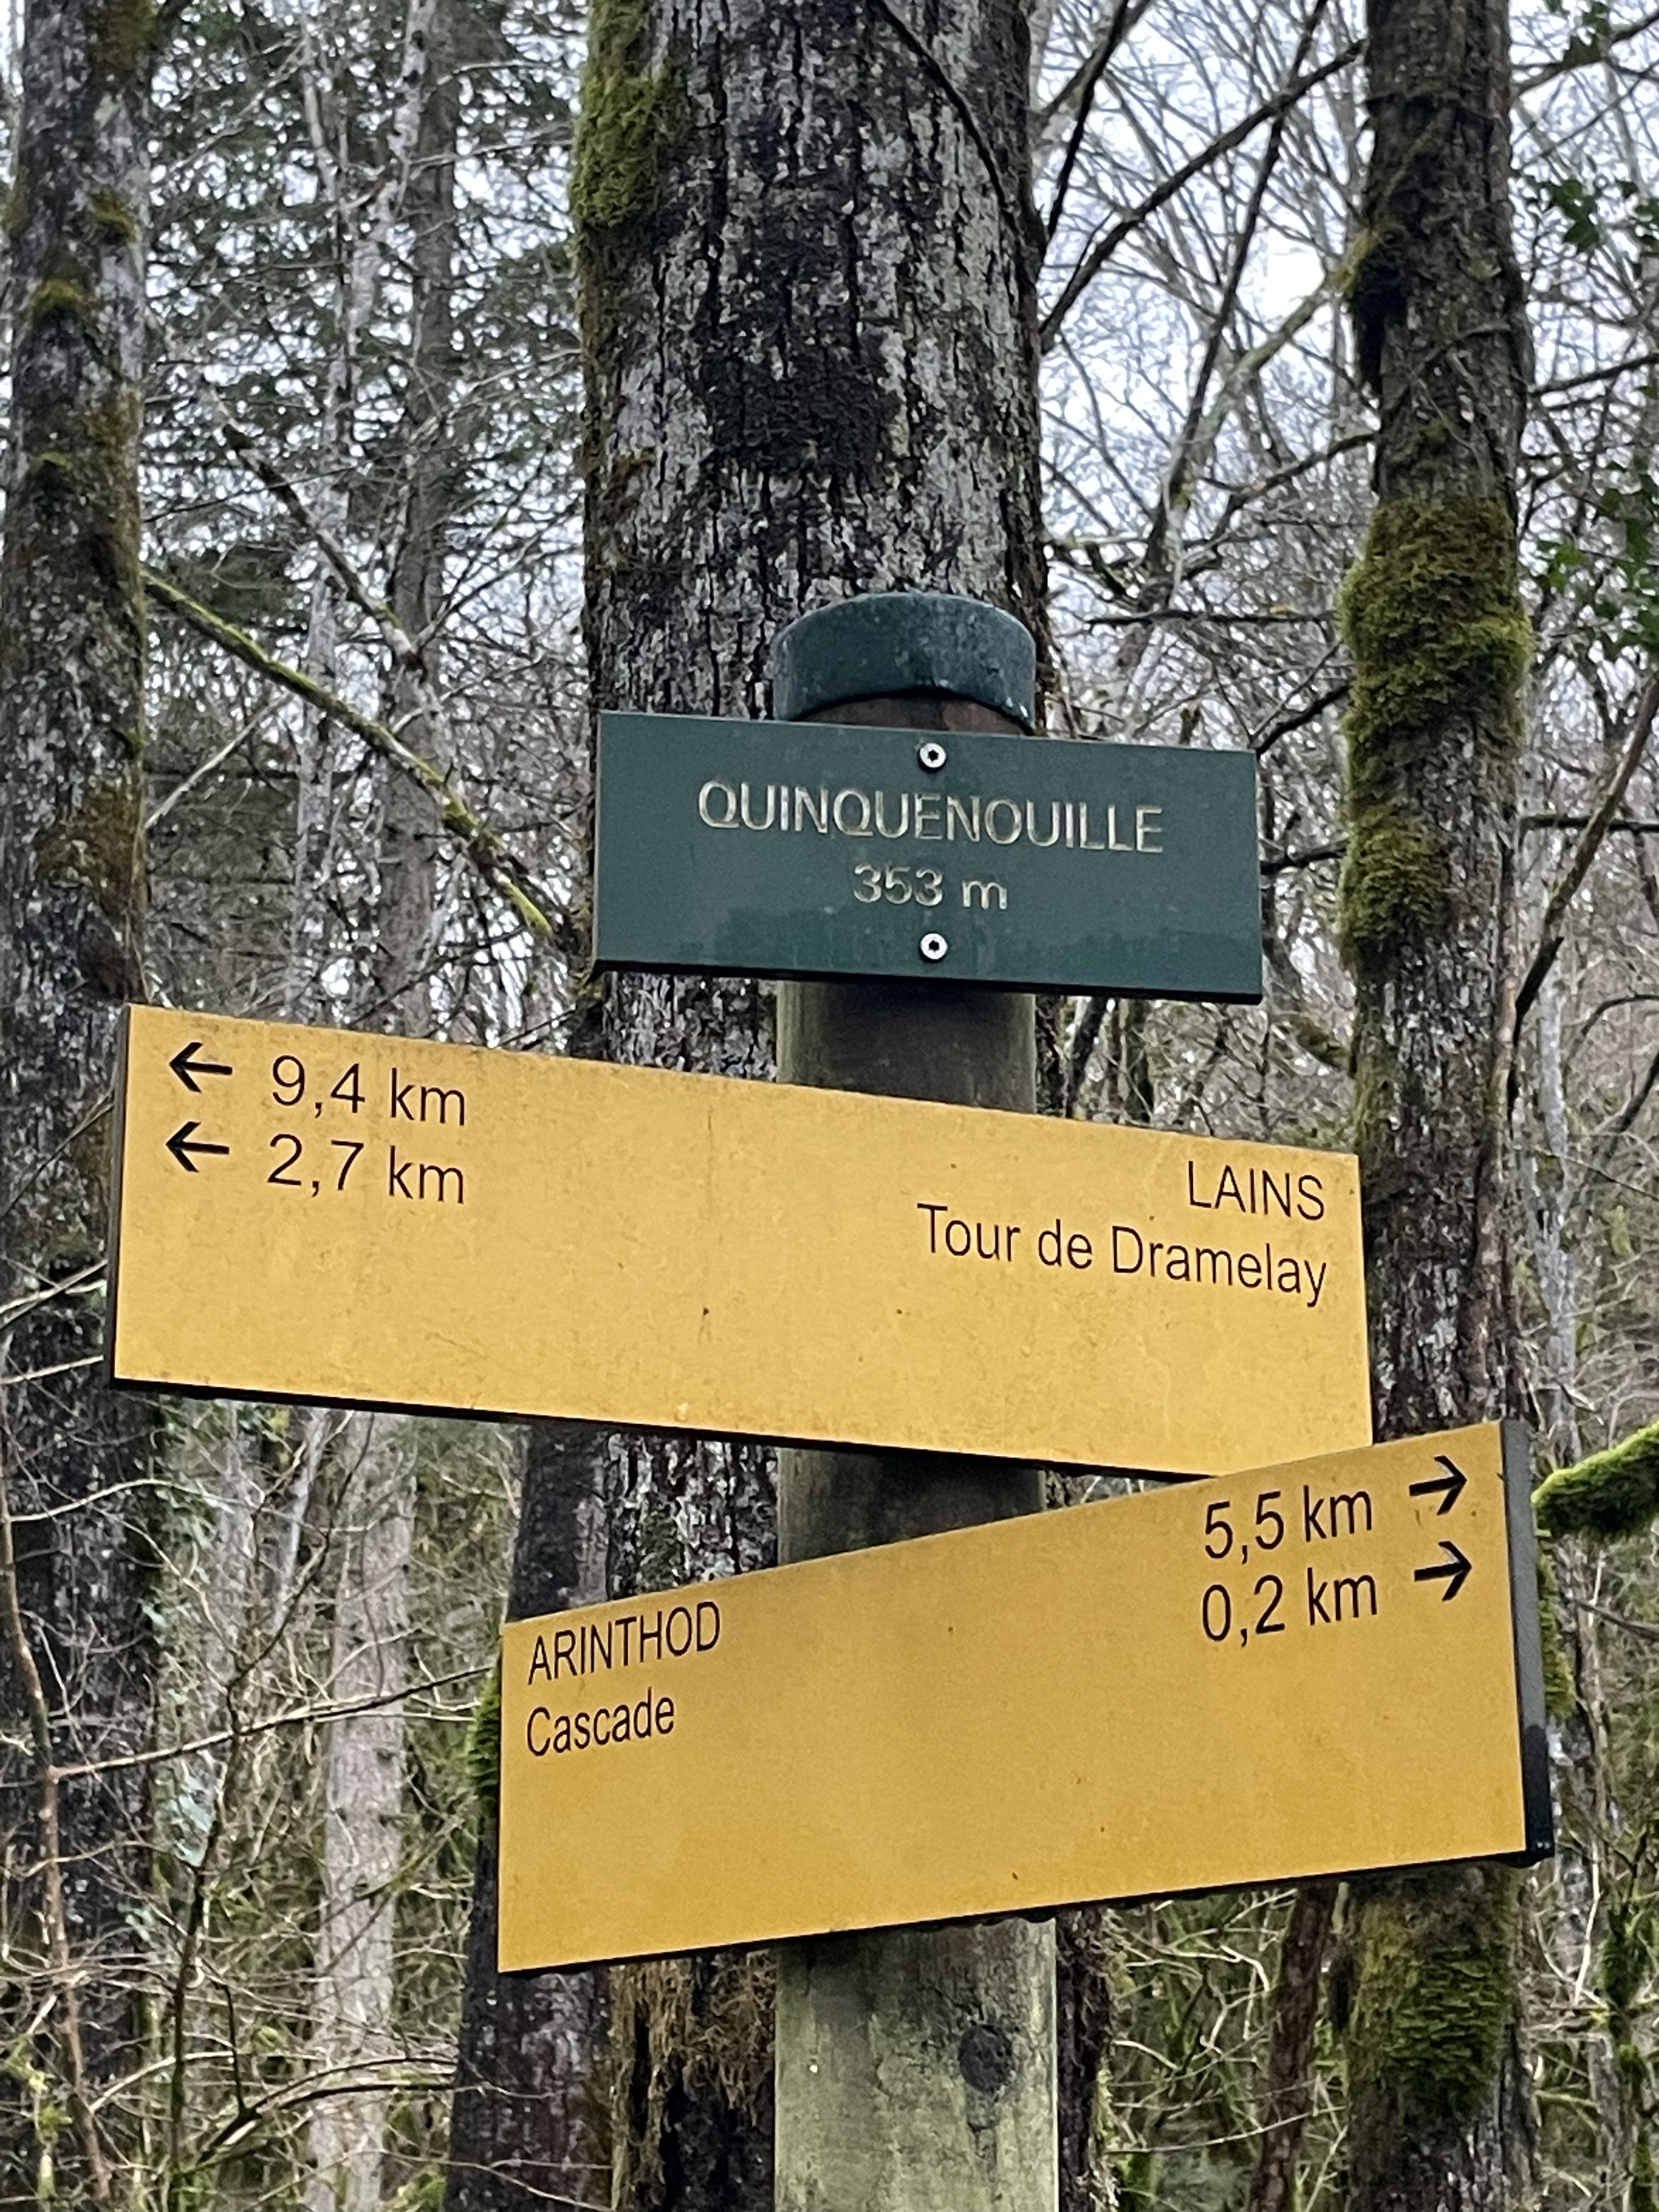 QUINQUENOUILLE
353 m
← 9,4 km LAINS
← 2,7 km Tour de Dramelay
ARINTHOD 5,5 km →
Cascade 0,2 km →